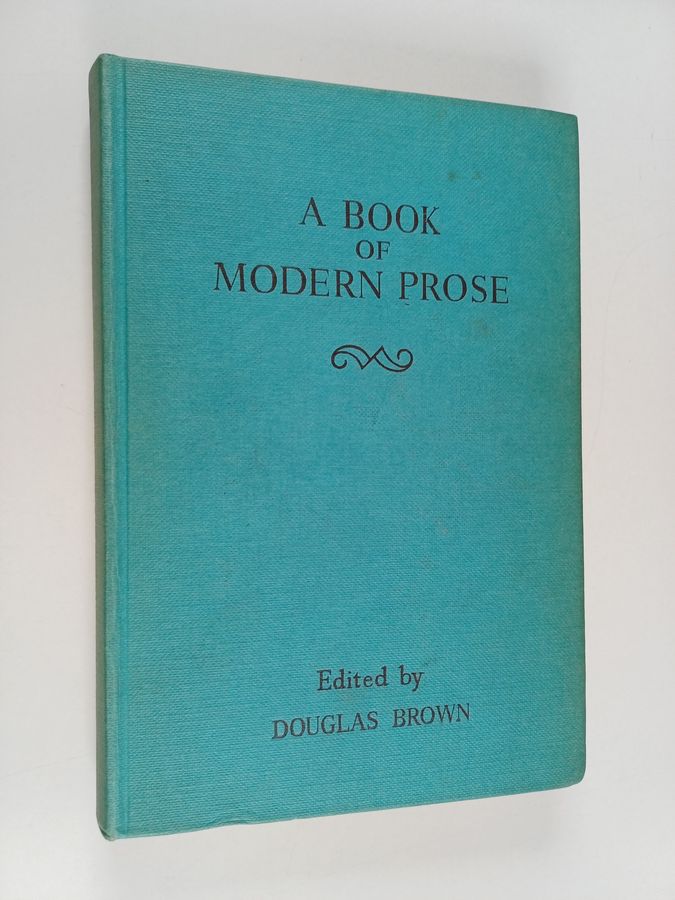 A BOOK
OF
MODERN PROSE
Edited by
DOUGLAS BROWN